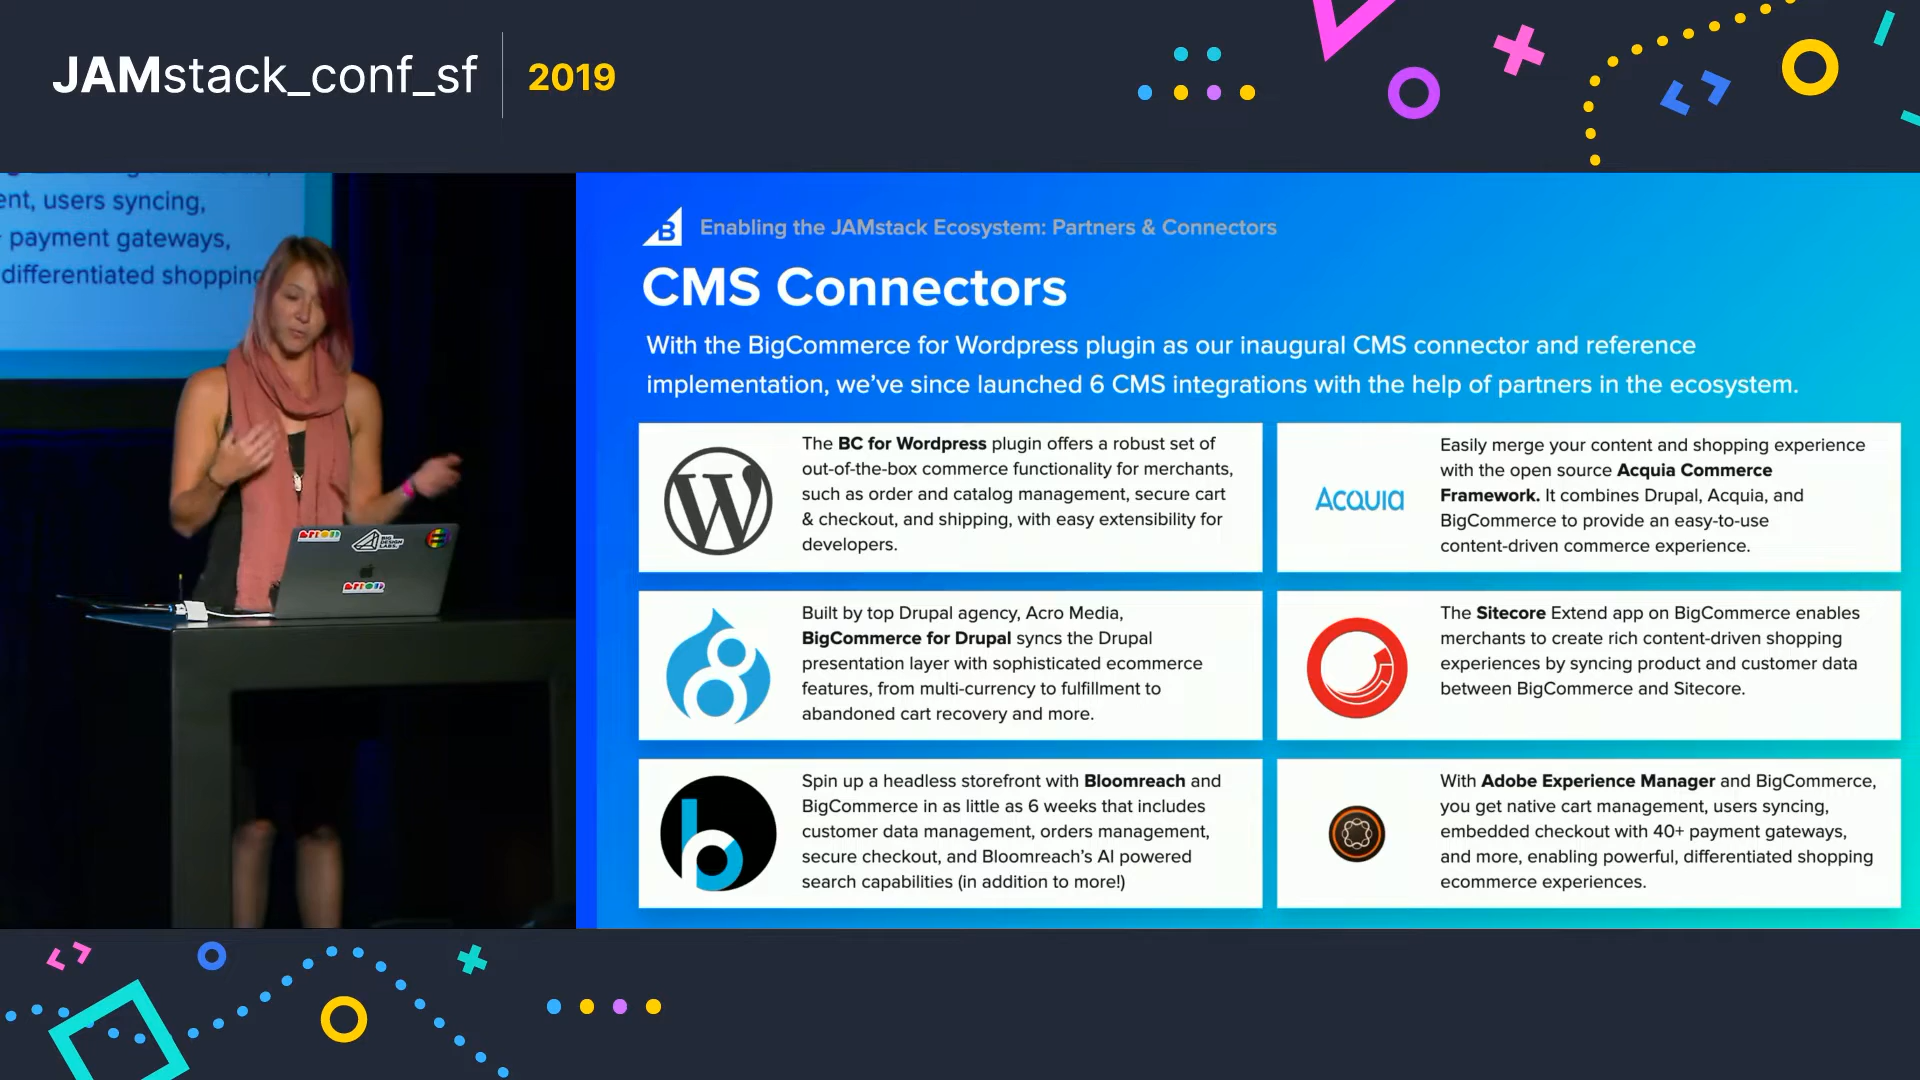 JAMstack_conf_sf
2019
ent, users syncing,
payment gateways,
differentiated shopping
Enabling the JAMstack Ecosystem: Partners & Connectors
CMS Connectors
With the BigCommerce for Wordpress plugin as our inaugural CMS connector and reference
implementation, we've since launched 6 CMS integrations with the help of partners in the ecosystem.
The BC for Wordpress plugin offers a robust set of
out-of-the-box commerce functionality for merchants,
such as order and catalog management, secure cart
& checkout, and shipping, with easy extensibility for
developers.
Acquia
Easily merge your content and shopping experience
with the open source Acquia Commerce
Framework. It combines Drupal, Acquia, and
BigCommerce to provide an easy-to-use
content-driven commerce experience.
Built by top Drupal agency, Acro Media,
BigCommerce for Drupal syncs the Drupal
presentation layer with sophisticated ecommerce
features, from multi-currency to fulfillment to
abandoned cart recovery and more.
The Sitecore Extend app on BigCommerce enables
merchants to create rich content-driven shopping
experiences by syncing product and customer data
between BigCommerce and Sitecore.
Spin up a headless storefront with Bloomreach and
BigCommerce in as little as 6 weeks that includes
customer data management, orders management,
secure checkout, and Bloomreach's AI powered
search capabilities (in addition to more!)
With Adobe Experience Manager and BigCommerce,
you get native cart management, users syncing,
embedded checkout with 40+ payment gateways,
and more, enabling powerful, differentiated shopping
ecommerce experiences.